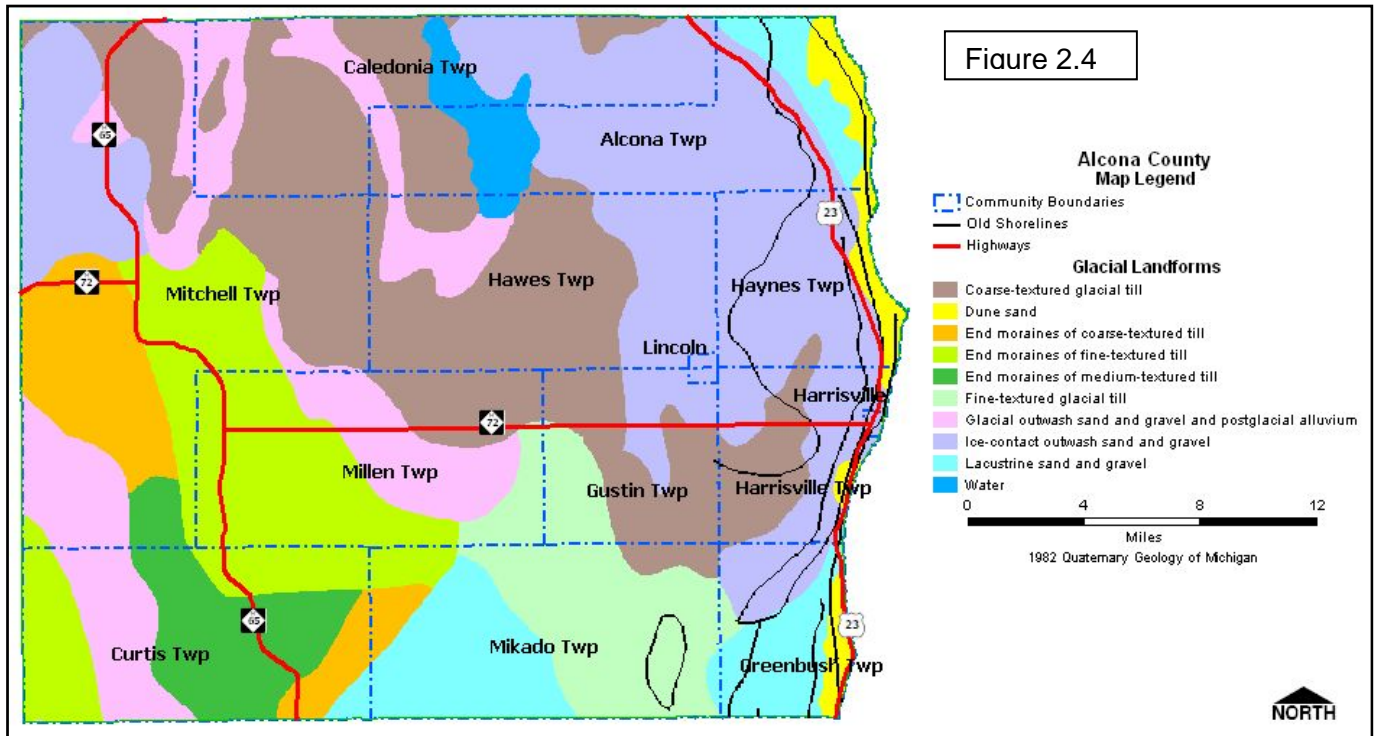 Figure 2.4
Caledonia Twp
65
Alcona Twp
23
72
Mitchell Twp
Hawes Twp
Haynes Twp
Lincoln
Harrisville
72
Millen Twp
Gustin Twp
Harrisville Twp
65
Curtis Twp
Mikado Twp
23
Greenbush Twp
Alcona County
Map Legend
Community Boundaries
Old Shorelines
Highways
Glacial Landforms
Coarse-textured glacial till
Dune sand
End moraines of coarse-textured till
End moraines of fine-textured till
End moraines of medium-textured till
Fine-textured glacial till
Glacial outwash sand and gravel and postglacial alluvium
Ice-contact outwash sand and gravel
Lacustrine sand and gravel
Water
0 4 8 12
Miles
1982 Quaternary Geology of Michigan
NORTH